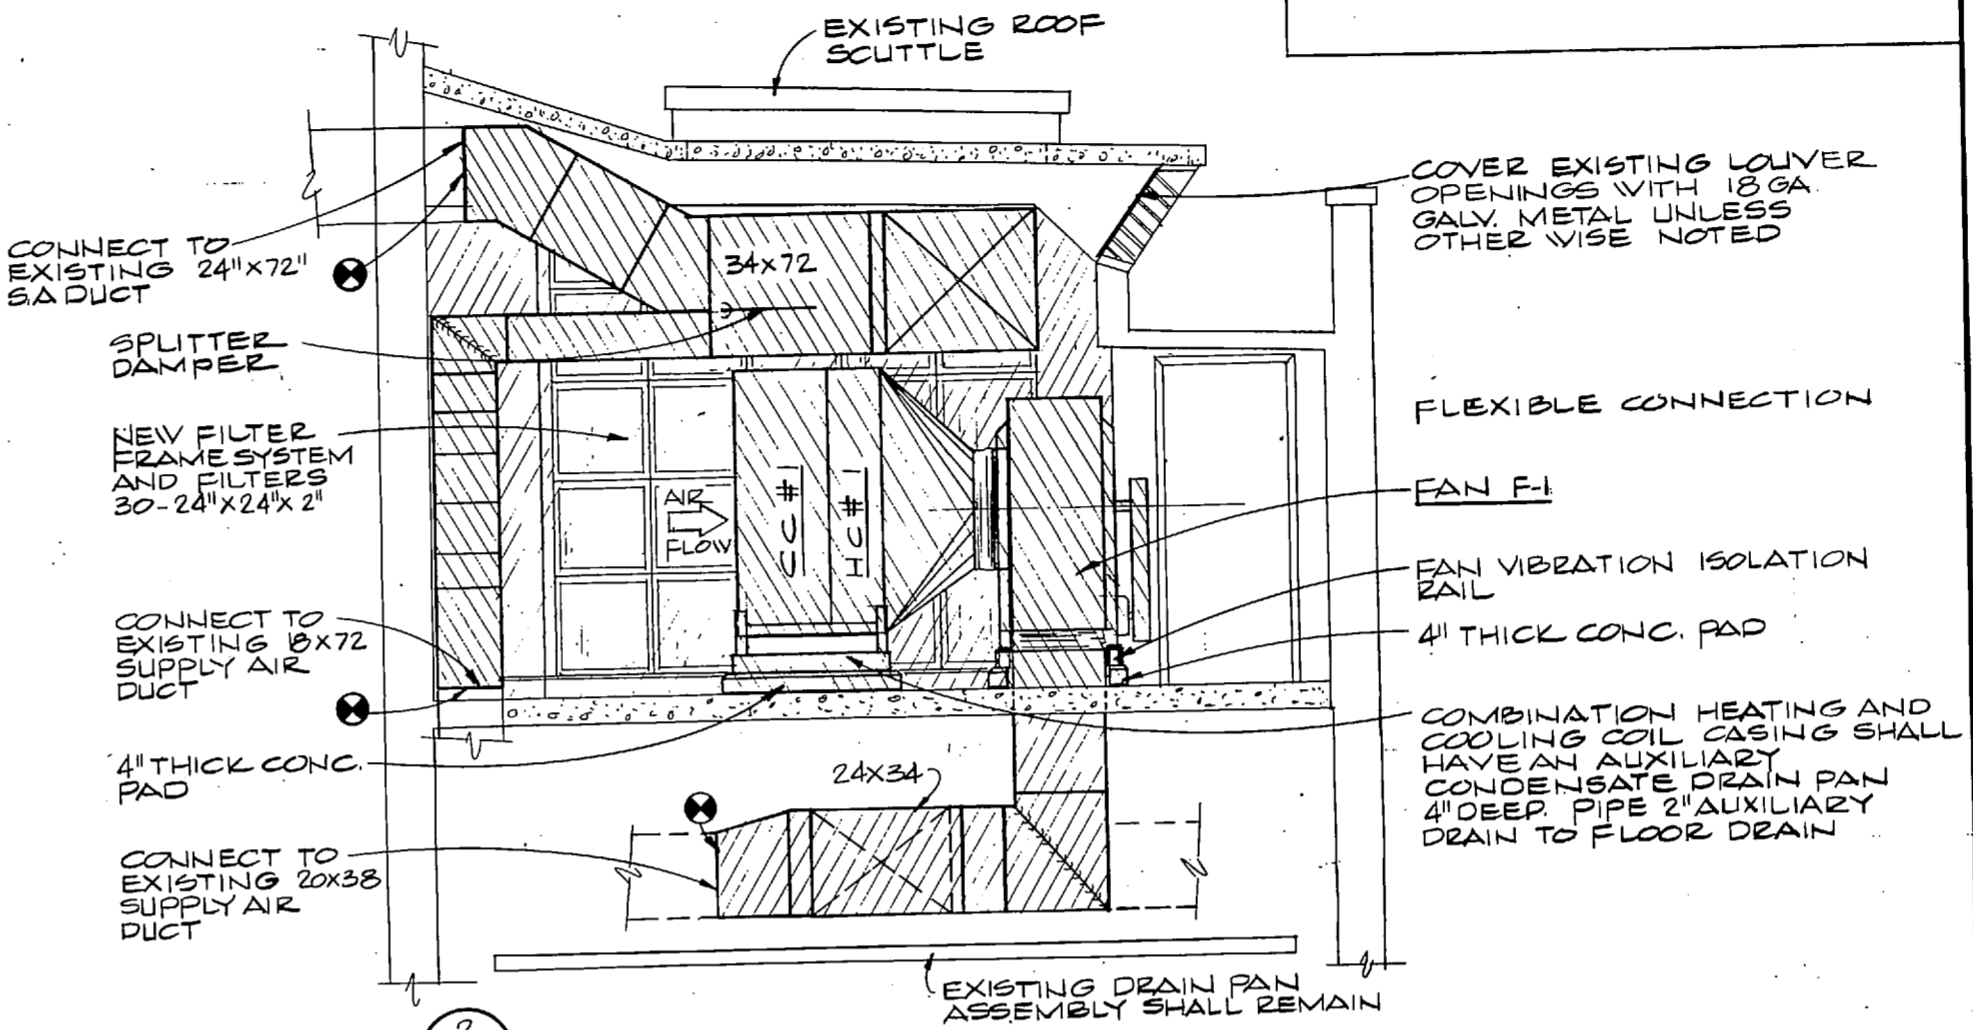 EXISTING ROOF
SCUTTLE
COVER EXISTING LOUVER
OPENINGS WITH 18 GA.
GALV. METAL UNLESS
OTHER WISE NOTED
CONNECT TO
EXISTING 24"X72"
S.A DUCT
34X72
SPLITTER
DAMPER
NEW FILTER
FRAME SYSTEM
AND FILTERS
30-24"X24"X2"
AIR
FLOW
CC #1
HC #1
FLEXIBLE CONNECTION
FAN F-1
FAN VIBRATION ISOLATION
RAIL
4" THICK CONC. PAD
CONNECT TO
EXISTING 18X72
SUPPLY AIR
DUCT
4" THICK CONC.
PAD
COMBINATION HEATING AND
COOLING COIL CASING SHALL
HAVE AN AUXILIARY
CONDENSATE DRAIN PAN
4" DEEP. PIPE 2" AUXILIARY
DRAIN TO FLOOR DRAIN
24X34
CONNECT TO
EXISTING 20X38
SUPPLY AIR
DUCT
EXISTING DRAIN PAN
ASSEMBLY SHALL REMAIN